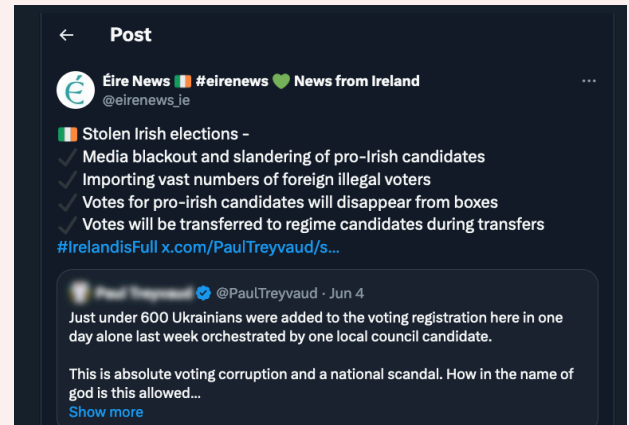 Post
Éire News 🇮🇪 #eirenews 💚 News from Ireland
@eirenews_ie
🇮🇪 Stolen Irish elections -
✔️ Media blackout and slandering of pro-Irish candidates
✔️ Importing vast numbers of foreign illegal voters
✔️ Votes for pro-irish candidates will disappear from boxes
✔️ Votes will be transferred to regime candidates during transfers
#IrelandisFull x.com/PaulTreyvaud/s...
@PaulTreyvaud · Jun 4
Just under 600 Ukrainians were added to the voting registration here in one
day alone last week orchestrated by one local council candidate.
This is absolute voting corruption and a national scandal. How in the name of
god is this allowed...
Show more